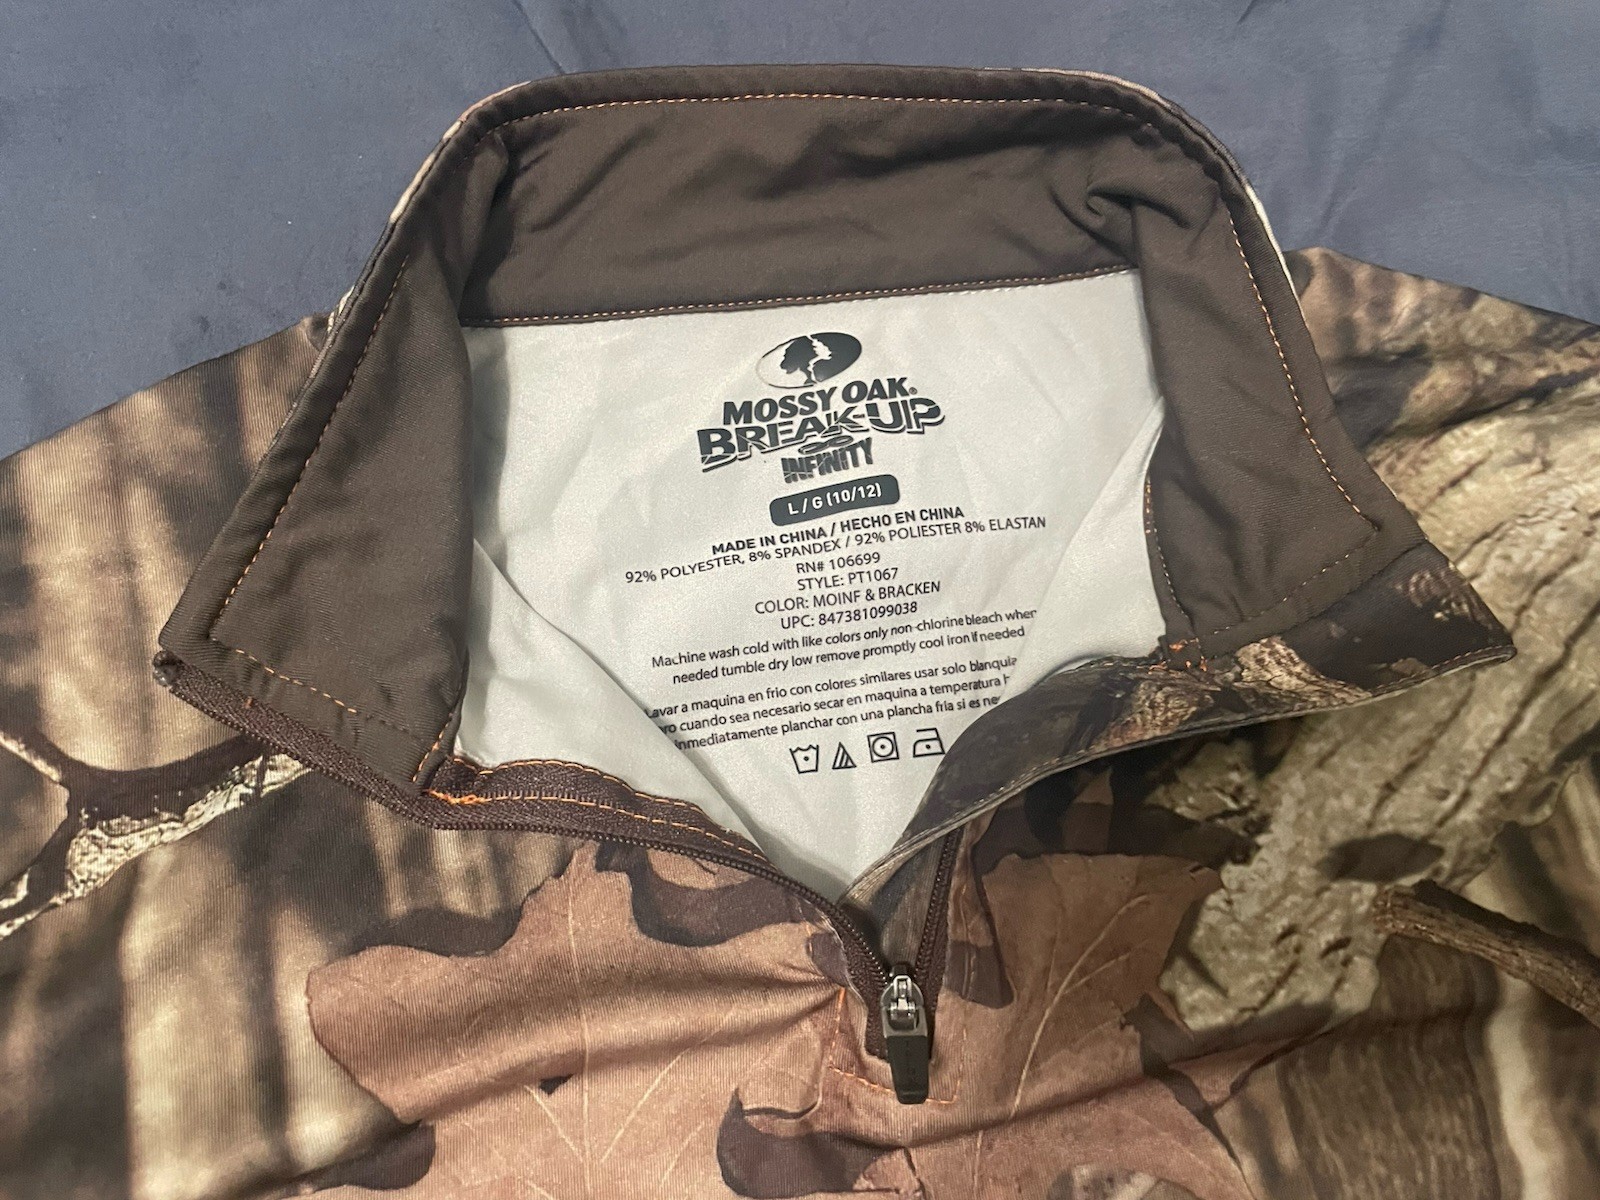 MOSSY OAK®
BREAK-UP
INFINITY
L / G (10/12)
MADE IN CHINA / HECHO EN CHINA
92% POLYESTER, 8% SPANDEX / 92% POLIESTER 8% ELASTAN
RN# 106699
STYLE: PT1067
COLOR: MOINF & BRACKEN
UPC: 847381099038
Machine wash cold with like colors only non-chlorine bleach when
needed tumble dry low remove promptly cool iron if needed
Lavar a maquina en frio con colores similares usar solo blanquia
ro cuando sea necesario secar en maquina a temperatura
inmediatamente planchar con una plancha fria si es ne